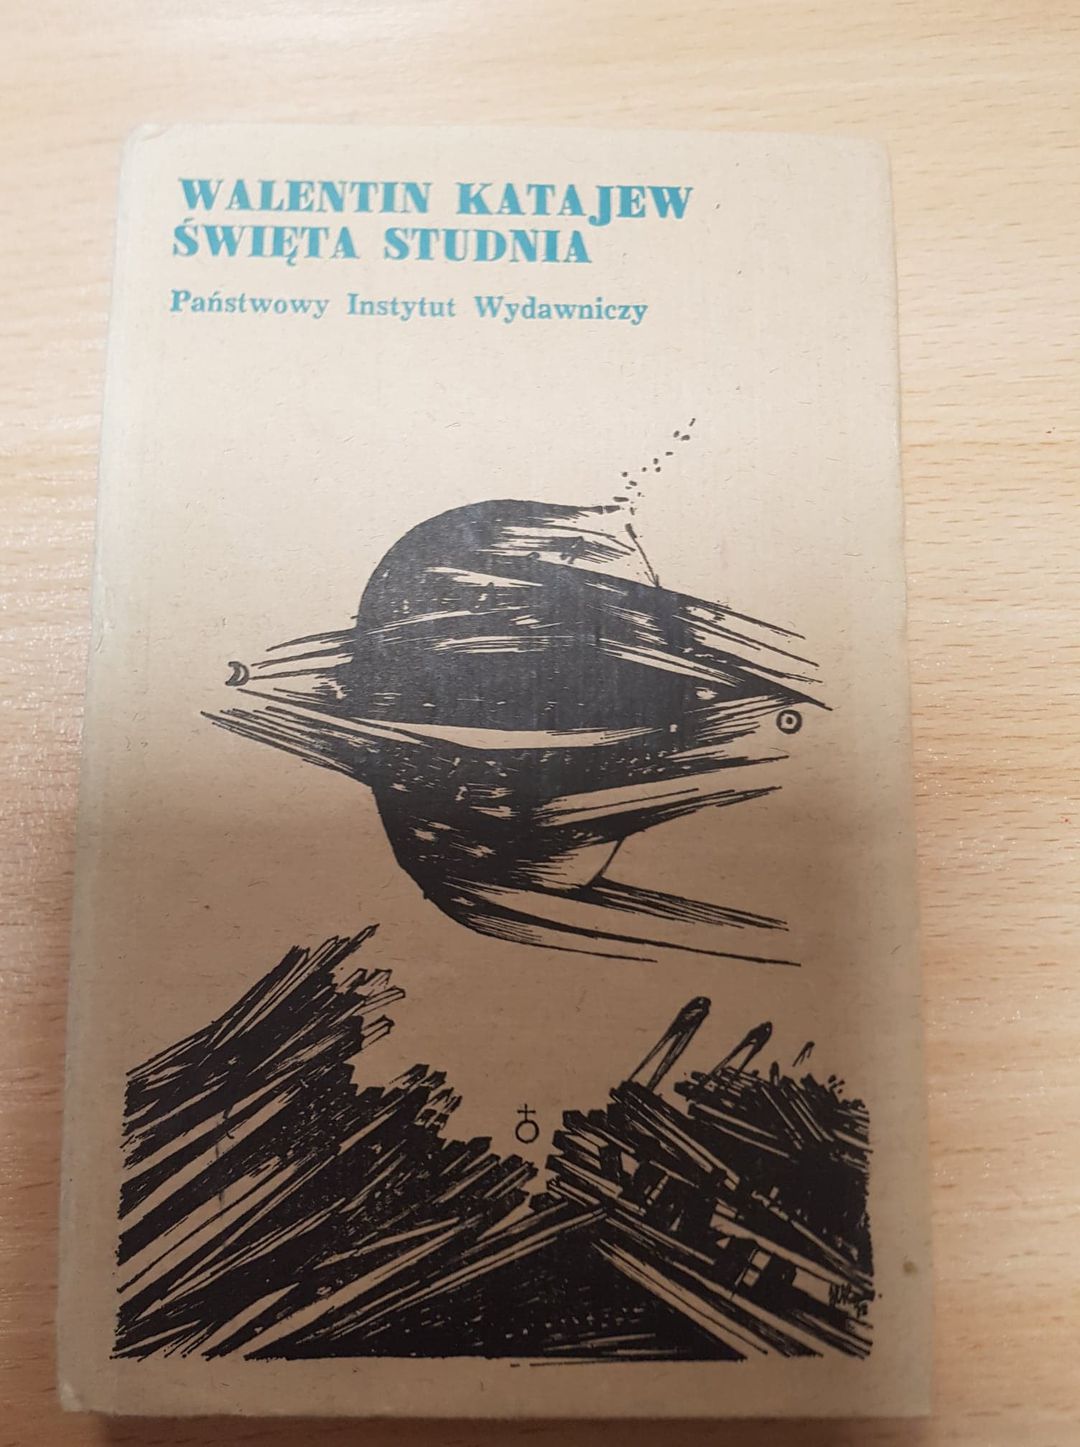 WALENTIN KATAJEW
ŚWIĘTA STUDNIA
Państwowy Instytut Wydawniczy